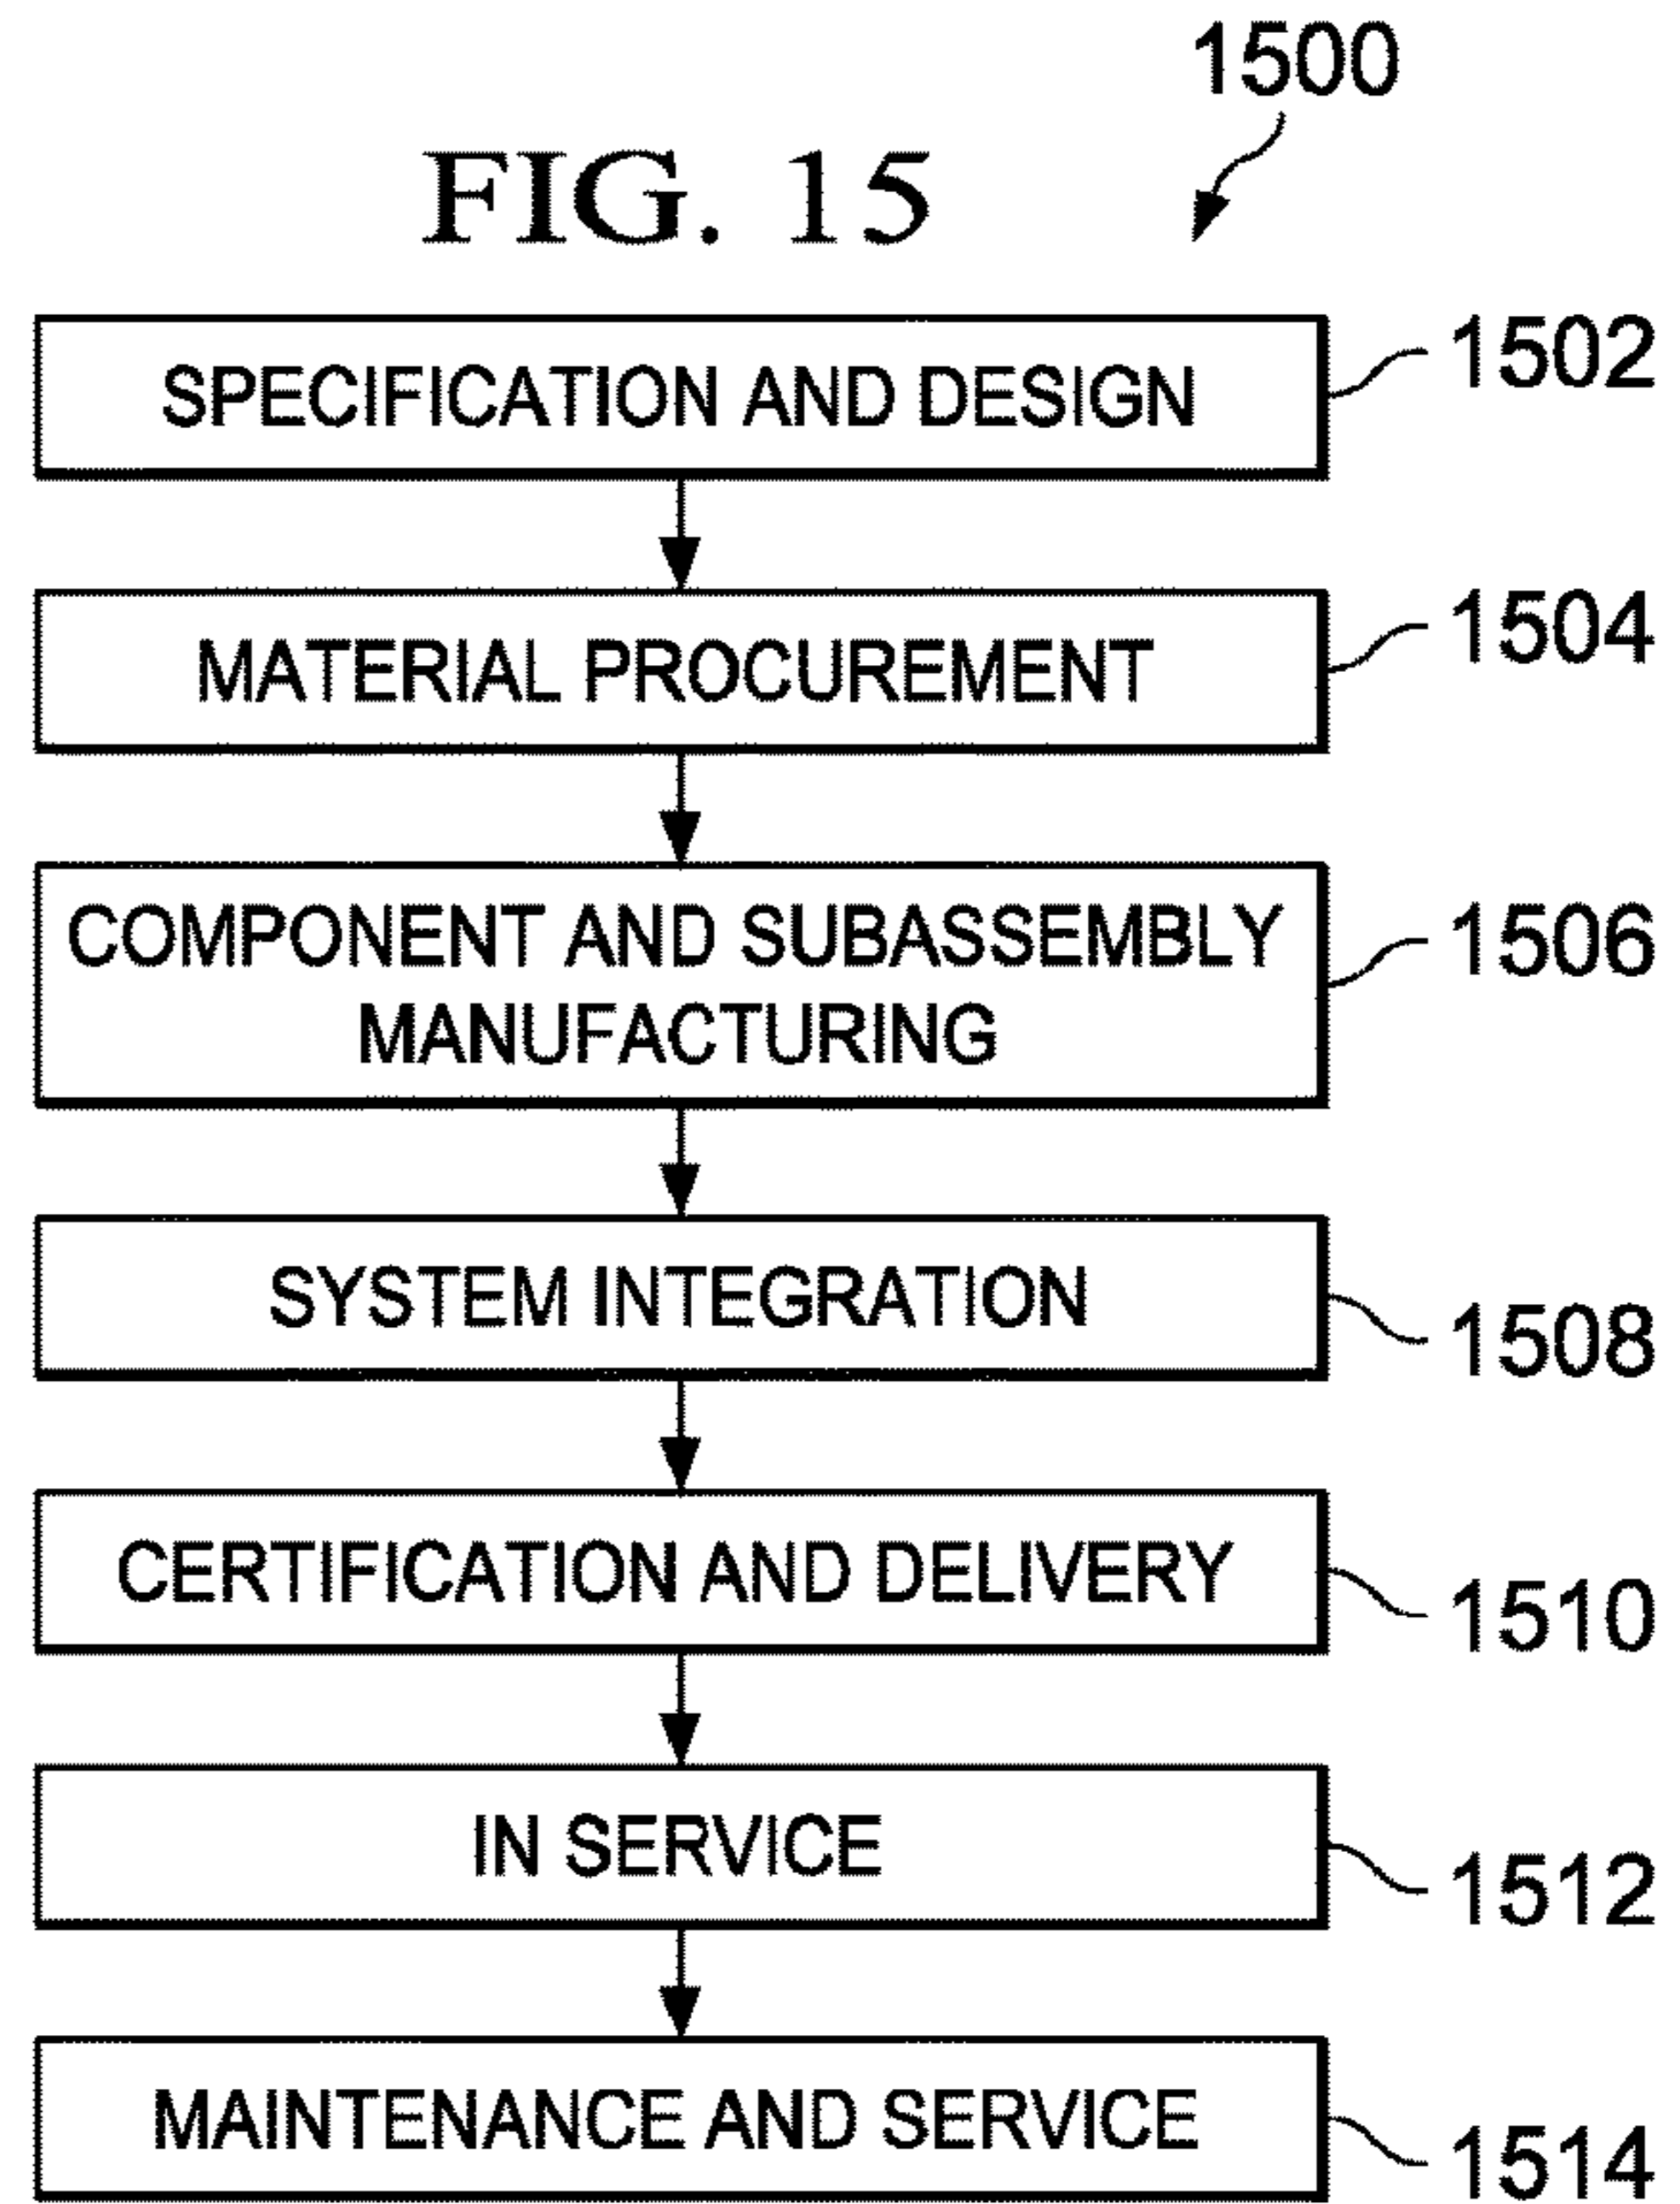 1500
FIG. 15
SPECIFICATION AND DESIGN
1502
MATERIAL PROCUREMENT
1504
COMPONENT AND SUBASSEMBLY
MANUFACTURING
1506
SYSTEM INTEGRATION
1508
CERTIFICATION AND DELIVERY
1510
IN SERVICE
1512
MAINTENANCE AND SERVICE
1514